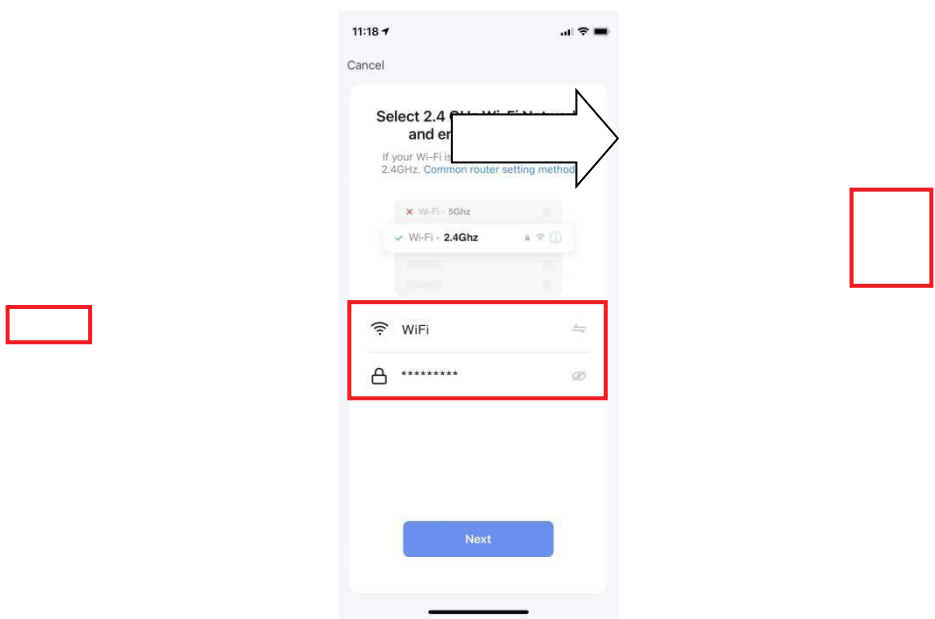 11:18
Cancel
Select 2.4
and
If your Wi-Fi is
2.4GHz. Common router setting method
× Wi-Fi - 5Ghz
✓ Wi-Fi - 2.4Ghz
WiFi
*********
Next